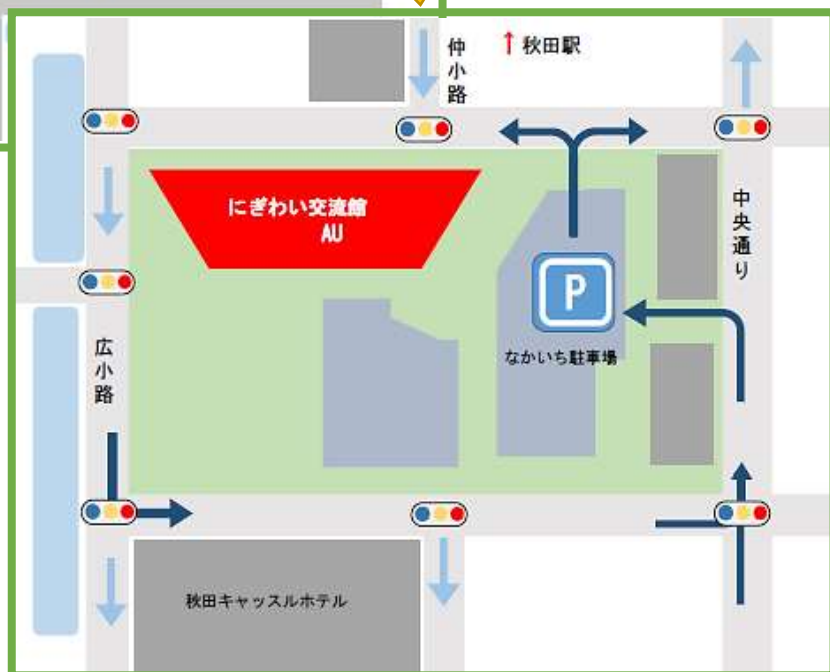 仲小路
↑ 秋田駅
にぎわい交流館
AU
中央通り
P
なかいち駐車場
広小路
秋田キャッスルホテル